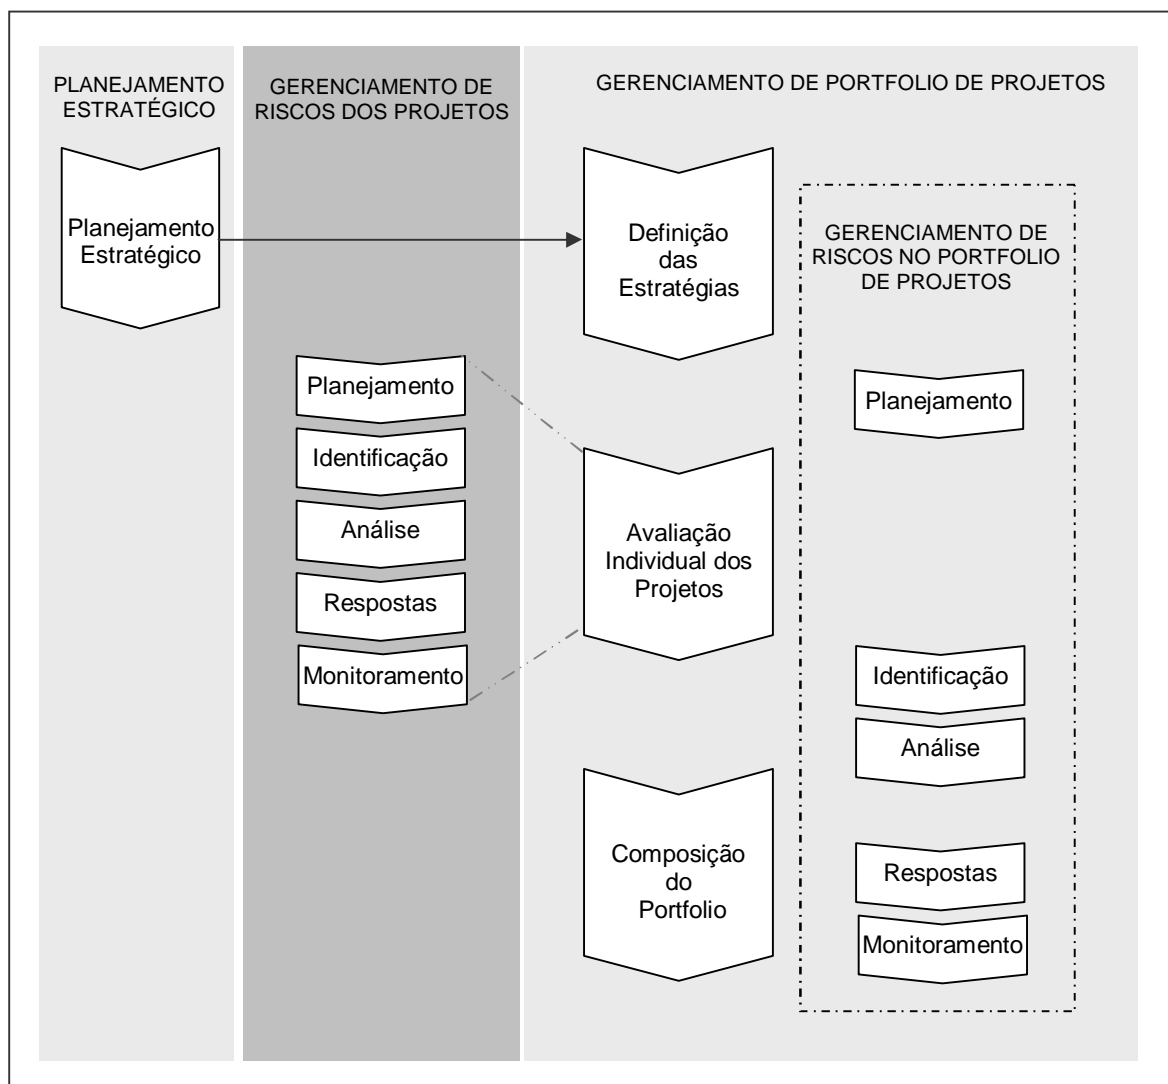 PLANEJAMENTO
ESTRATÉGICO
GERENCIAMENTO DE
RISCOS DOS PROJETOS
GERENCIAMENTO DE PORTFOLIO DE PROJETOS
Planejamento
Estratégico
Definição
das
Estratégias
GERENCIAMENTO DE
RISCOS NO PORTFOLIO
DE PROJETOS
Planejamento
Identificação
Análise
Respostas
Monitoramento
Avaliação
Individual dos
Projetos
Composição
do
Portfolio
Planejamento
Identificação
Análise
Respostas
Monitoramento